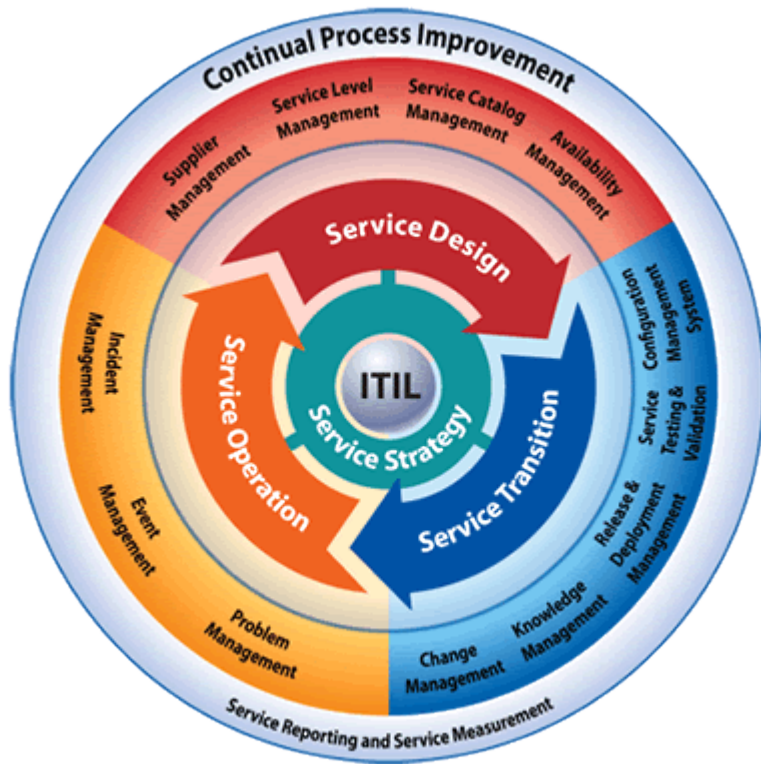 Continual Process Improvement
Supplier
Management
Service Level
Management
Service Catalog
Management
Availability
Management
Configuration
Management
System
Service
Testing &
Validation
Release &
Deployment
Management
Knowledge
Management
Change
Management
Problem
Management
Event
Management
Incident
Management
Service Design
Service Transition
Service Operation
Service Strategy
ITIL
Service Reporting and Service Measurement